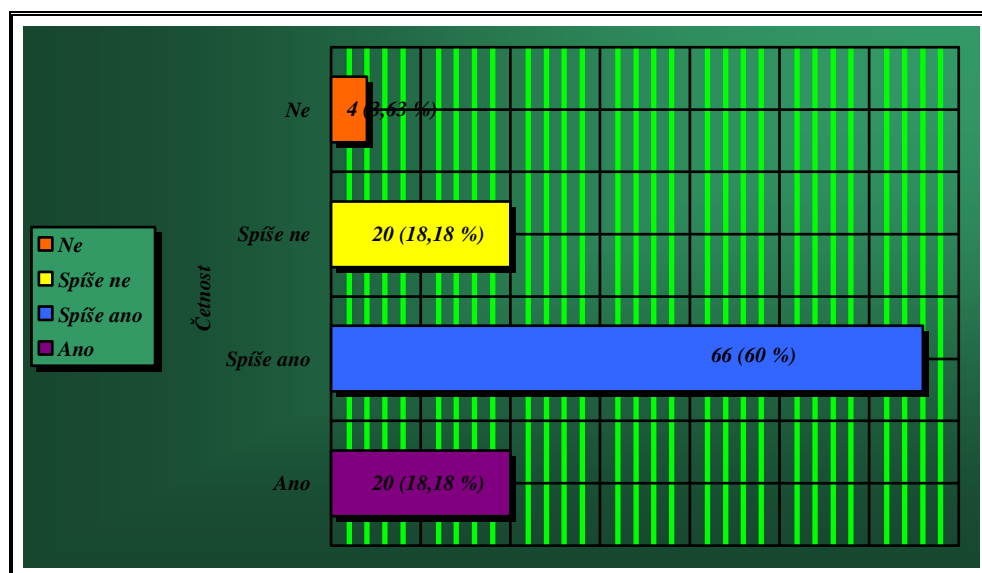 Ne
4 (3,63 %)
Spíše ne
20 (18,18 %)
Spíše ano
66 (60 %)
Ano
20 (18,18 %)
Četnost
Ne
Spíše ne
Spíše ano
Ano